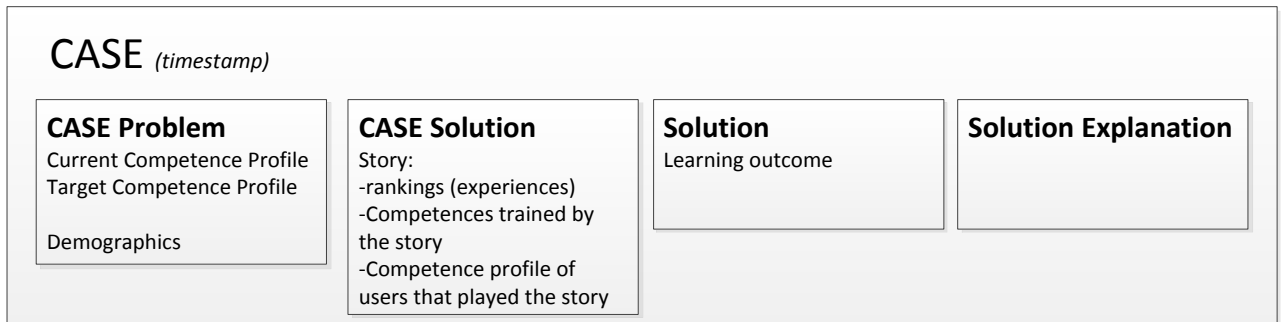 CASE (timestamp)
CASE Problem
Current Competence Profile
Target Competence Profile
Demographics
CASE Solution
Story:
-rankings (experiences)
-Competences trained by
the story
-Competence profile of
users that played the story
Solution
Learning outcome
Solution Explanation